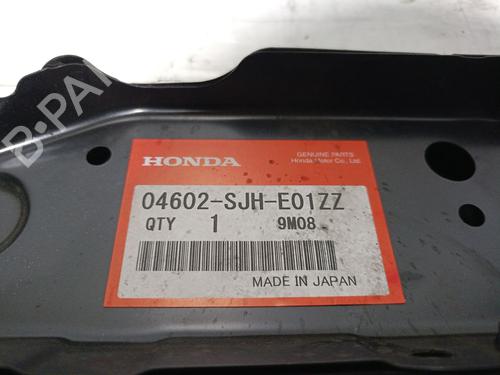 B-PA
HONDA
GENUINE PARTS
Honda Motor Co., Ltd.
04602-SJH-E01ZZ
QTY 1 9M08
MADE IN JAPAN